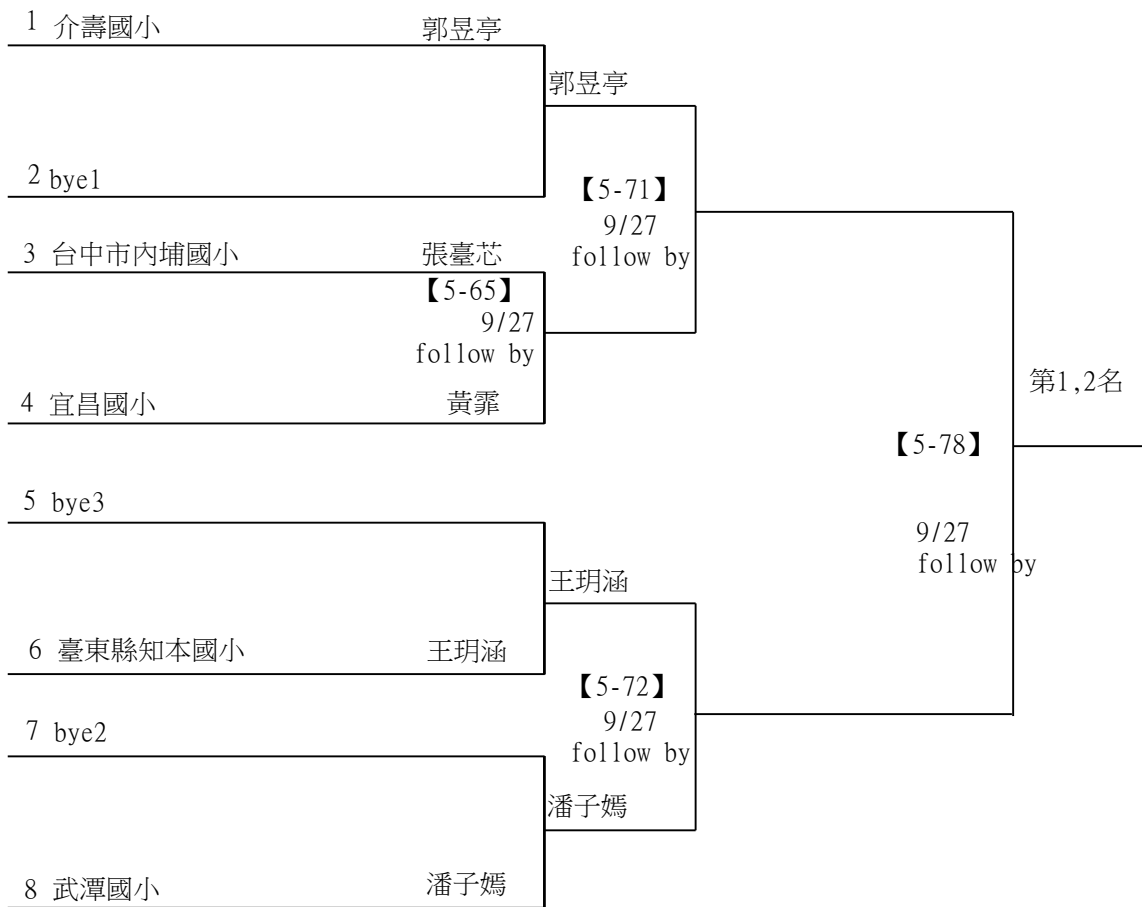 1 介壽國小 郭昱亭
郭昱亭
2 bye1
【5-71】
9/27
follow by
3 台中市內埔國小 張臺芯
【5-65】
9/27
follow by
4 宜昌國小 黃霏
第1,2名
【5-78】
9/27
follow by
5 bye3
王玥涵
6 臺東縣知本國小 王玥涵
【5-72】
9/27
follow by
7 bye2
潘子嫣
8 武潭國小 潘子嫣